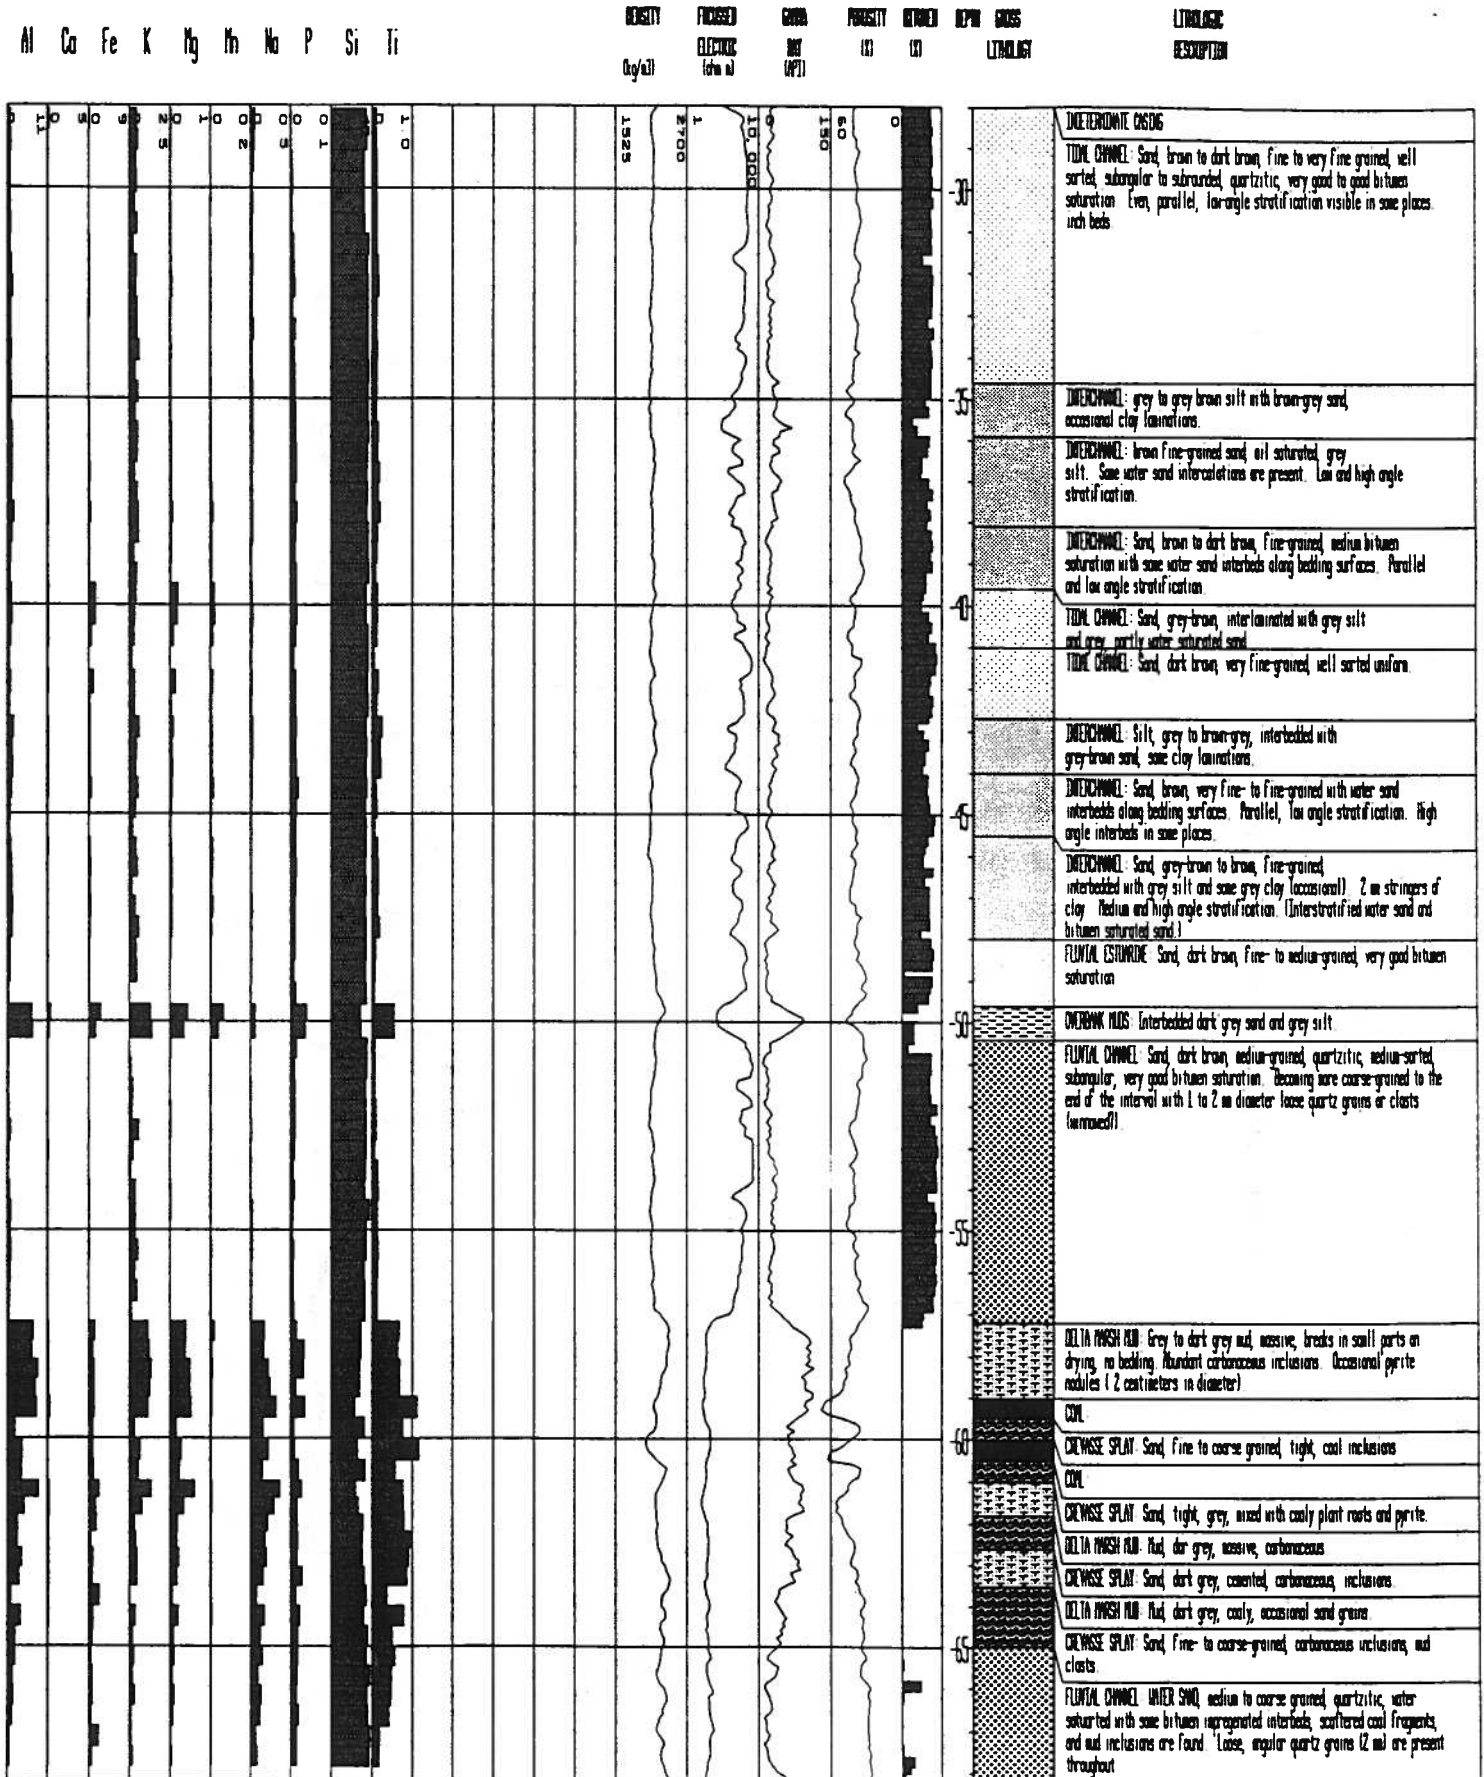 Al Ca Fe K Mg Mn Na P Si Ti
DENSITY
(kg/m3)
FOCUSSED
ELECTRIC
(ohm m)
GAMMA
RAY
(API)
POROSITY
(%)
BITUMEN
(%)
DEPTH
GROSS
LITHOLOGY
LITHOLOGIC
DESCRIPTION
1525
2700
1
10,000
0
150
60
0
-30
-35
-40
-45
-50
-55
-60
-65
INDETERMINATE CASING
TIDAL CHANNEL: Sand, brown to dark brown, fine to very fine grained, well
sorted, subangular to subrounded, quartzitic, very good to good bitumen
saturation Even, parallel, low-angle stratification visible in some places.
inch beds
INTERCHANNEL: grey to grey brown silt with brown-grey sand,
occasional clay laminations.
INTERCHANNEL: brown fine-grained sand, oil saturated, grey
silt. Some water sand intercalations are present. Low and high angle
stratification.
INTERCHANNEL: Sand, brown to dark brown, fine-grained, medium bitumen
saturation with some water sand interbeds along bedding surfaces. Parallel
and low angle stratification
TIDAL CHANNEL: Sand, grey-brown, interlaminated with grey silt
and grey, partly water saturated sand
TIDAL CHANNEL: Sand, dark brown, very fine-grained, well sorted uniform.
INTERCHANNEL: Silt, grey to brown-grey, interbedded with
grey-brown sand, some clay laminations.
INTERCHANNEL: Sand, brown, very fine- to fine-grained with water sand
interbedds along bedding surfaces. Parallel, low angle stratification. High
angle interbeds in some places.
INTERCHANNEL: Sand, grey-brown to brown, fine-grained,
interbedded with grey silt and some grey clay (occasional) 2 mm stringers of
clay Medium and high angle stratification. (Interstratified water sand and
bitumen saturated sand.)
FLUVIAL ESTUARINE: Sand, dark brown, fine- to medium-grained, very good bitumen
saturation
OVERBANK MUDS: Interbedded dark grey sand and grey silt
FLUVIAL CHANNEL: Sand, dark brown, medium-grained, quartzitic, medium-sorted,
subangular, very good bitumen saturation. Becoming more coarse-grained to the
end of the interval with 1 to 2 mm diameter loose quartz grains or clasts
(winnowed?)
DELTA MARSH MUD: Grey to dark grey mud, massive, breaks in small parts on
drying, no bedding. Abundant carbonaceous inclusions. Occasional pyrite
nodules ( 2 centimeters in diameter)
COAL
CREVASSE SPLAY: Sand, fine to coarse grained, tight, coal inclusions
COAL
CREVASSE SPLAY: Sand, tight, grey, mixed with coaly plant roots and pyrite.
DELTA MARSH MUD: Mud, dar grey, massive, carbonaceous
CREVASSE SPLAY: Sand, dark grey, cemented, carbonaceous, inclusions.
DELTA MARSH MUD: Mud, dark grey, coaly, occasional sand grains.
CREVASSE SPLAY: Sand, fine- to coarse-grained, carbonaceous inclusions, mud
clasts.
FLUVIAL CHANNEL: WATER SAND, medium to coarse grained, quartzitic, water
satuarted with some bitumen impregenated interbeds, scattered coal fragments,
and mud inclusions are found. Loose, angular quartz grains (2 mm) are present
throughout